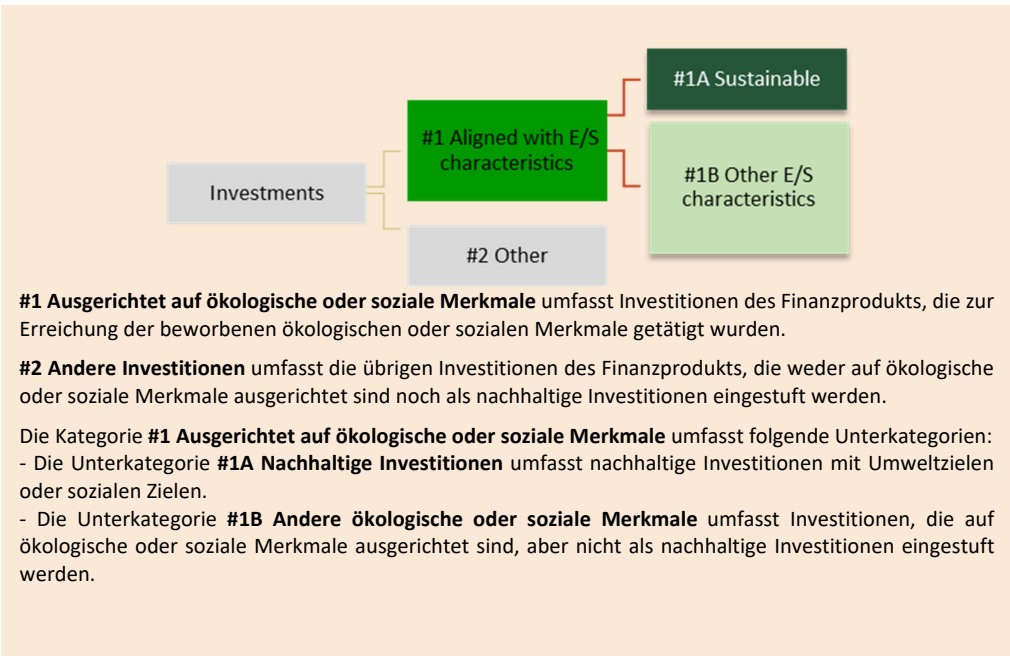 #1A Sustainable
#1 Aligned with E/S
characteristics
#1B Other E/S
characteristics
Investments
#2 Other
#1 Ausgerichtet auf ökologische oder soziale Merkmale umfasst Investitionen des Finanzprodukts, die zur
Erreichung der beworbenen ökologischen oder sozialen Merkmale getätigt wurden.
#2 Andere Investitionen umfasst die übrigen Investitionen des Finanzprodukts, die weder auf ökologische
oder soziale Merkmale ausgerichtet sind noch als nachhaltige Investitionen eingestuft werden.
Die Kategorie #1 Ausgerichtet auf ökologische oder soziale Merkmale umfasst folgende Unterkategorien:
- Die Unterkategorie #1A Nachhaltige Investitionen umfasst nachhaltige Investitionen mit Umweltzielen
oder sozialen Zielen.
- Die Unterkategorie #1B Andere ökologische oder soziale Merkmale umfasst Investitionen, die auf
ökologische oder soziale Merkmale ausgerichtet sind, aber nicht als nachhaltige Investitionen eingestuft
werden.